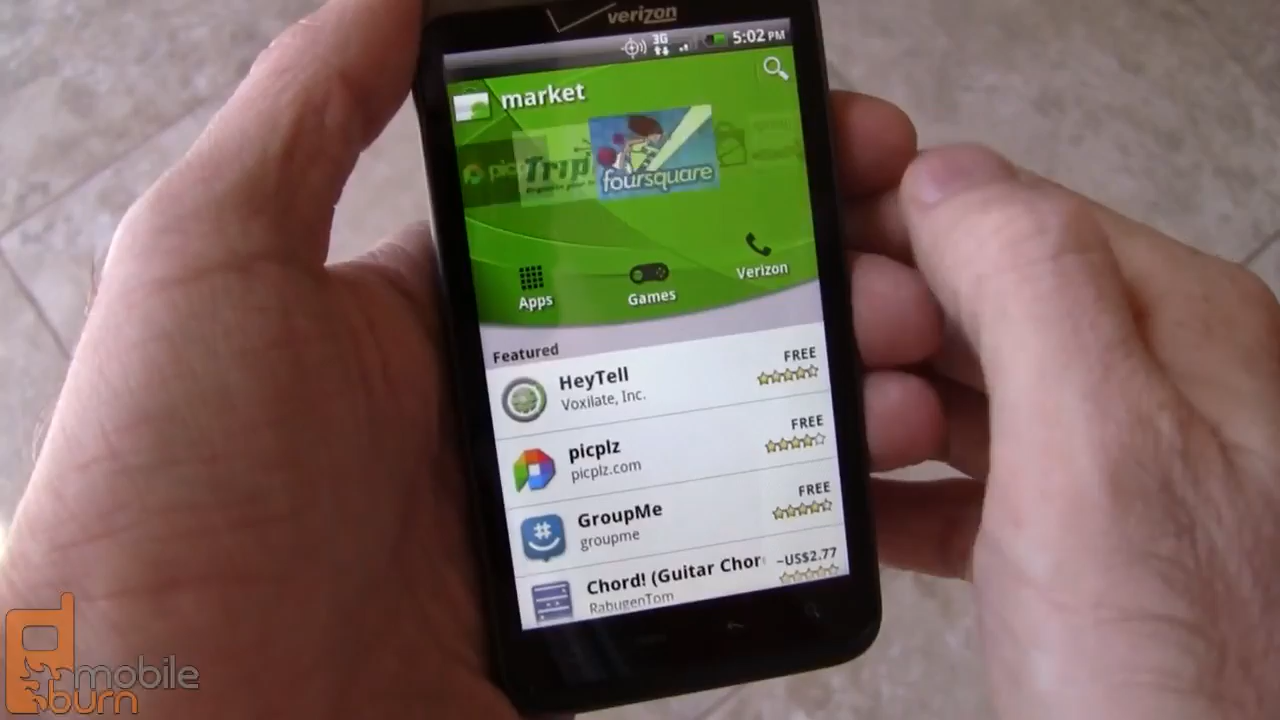 verizon
3G
5:02 PM
market
picp
Trip
foursquare
Apps
Games
Verizon
Featured
HeyTell
FREE
Voxilate, Inc.
picplz
FREE
picplz.com
GroupMe
FREE
groupme
Chord! (Guitar Chor
~US$2.77
RabugenTom
mobile
burn